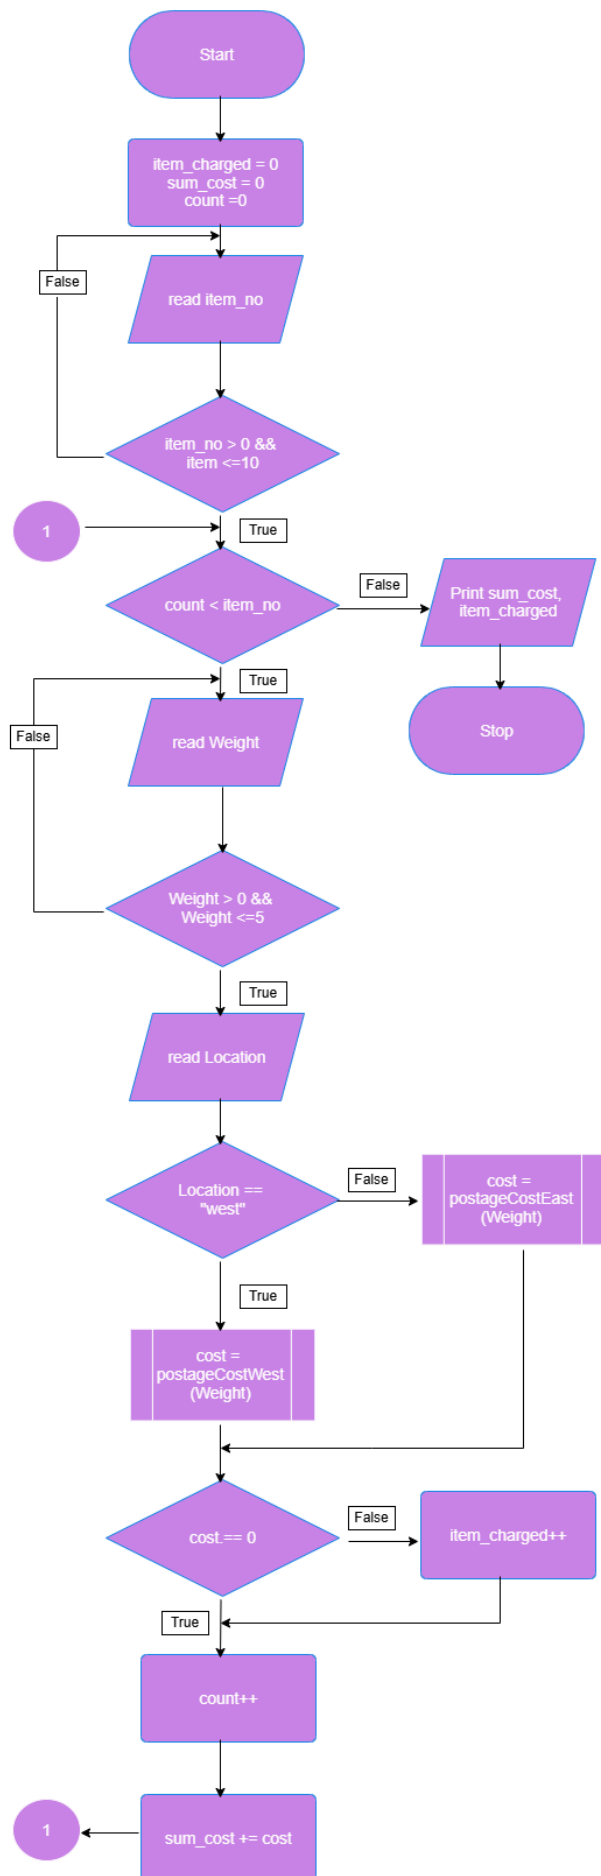 Start
item_charged = 0
sum_cost = 0
count =0
False
read item_no
item_no > 0 &&
item <=10
1
True
count < item_no
False
Print sum_cost,
item_charged
True
False
read Weight
Stop
Weight > 0 &&
Weight <=5
True
read Location
Location ==
"west"
False
cost =
postageCostEast
(Weight)
True
cost =
postageCostWest
(Weight)
cost.== 0
False
item_charged++
True
count++
1
sum_cost += cost